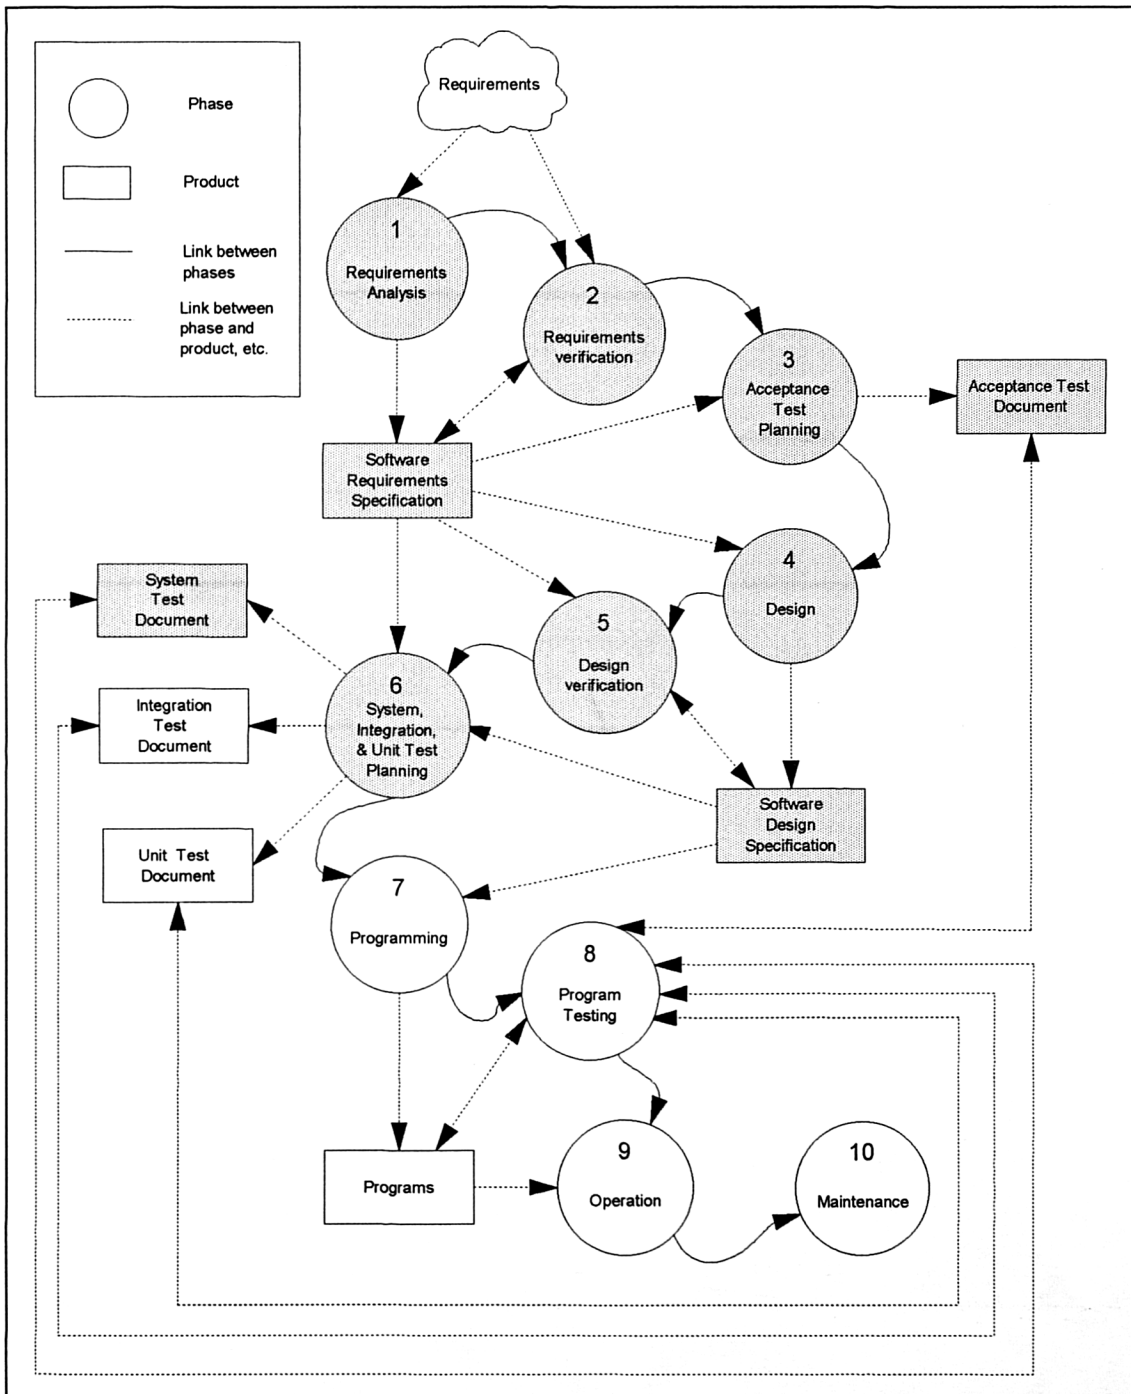 Phase
Product
Link between
phases
Link between
phase and
product, etc.
Requirements
1
Requirements
Analysis
2
Requirements
verification
3
Acceptance
Test
Planning
Acceptance Test
Document
Software
Requirements
Specification
4
Design
System
Test
Document
5
Design
verification
6
System,
Integration,
& Unit Test
Planning
Integration
Test
Document
Software
Design
Specification
Unit Test
Document
7
Programming
8
Program
Testing
Programs
9
Operation
10
Maintenance